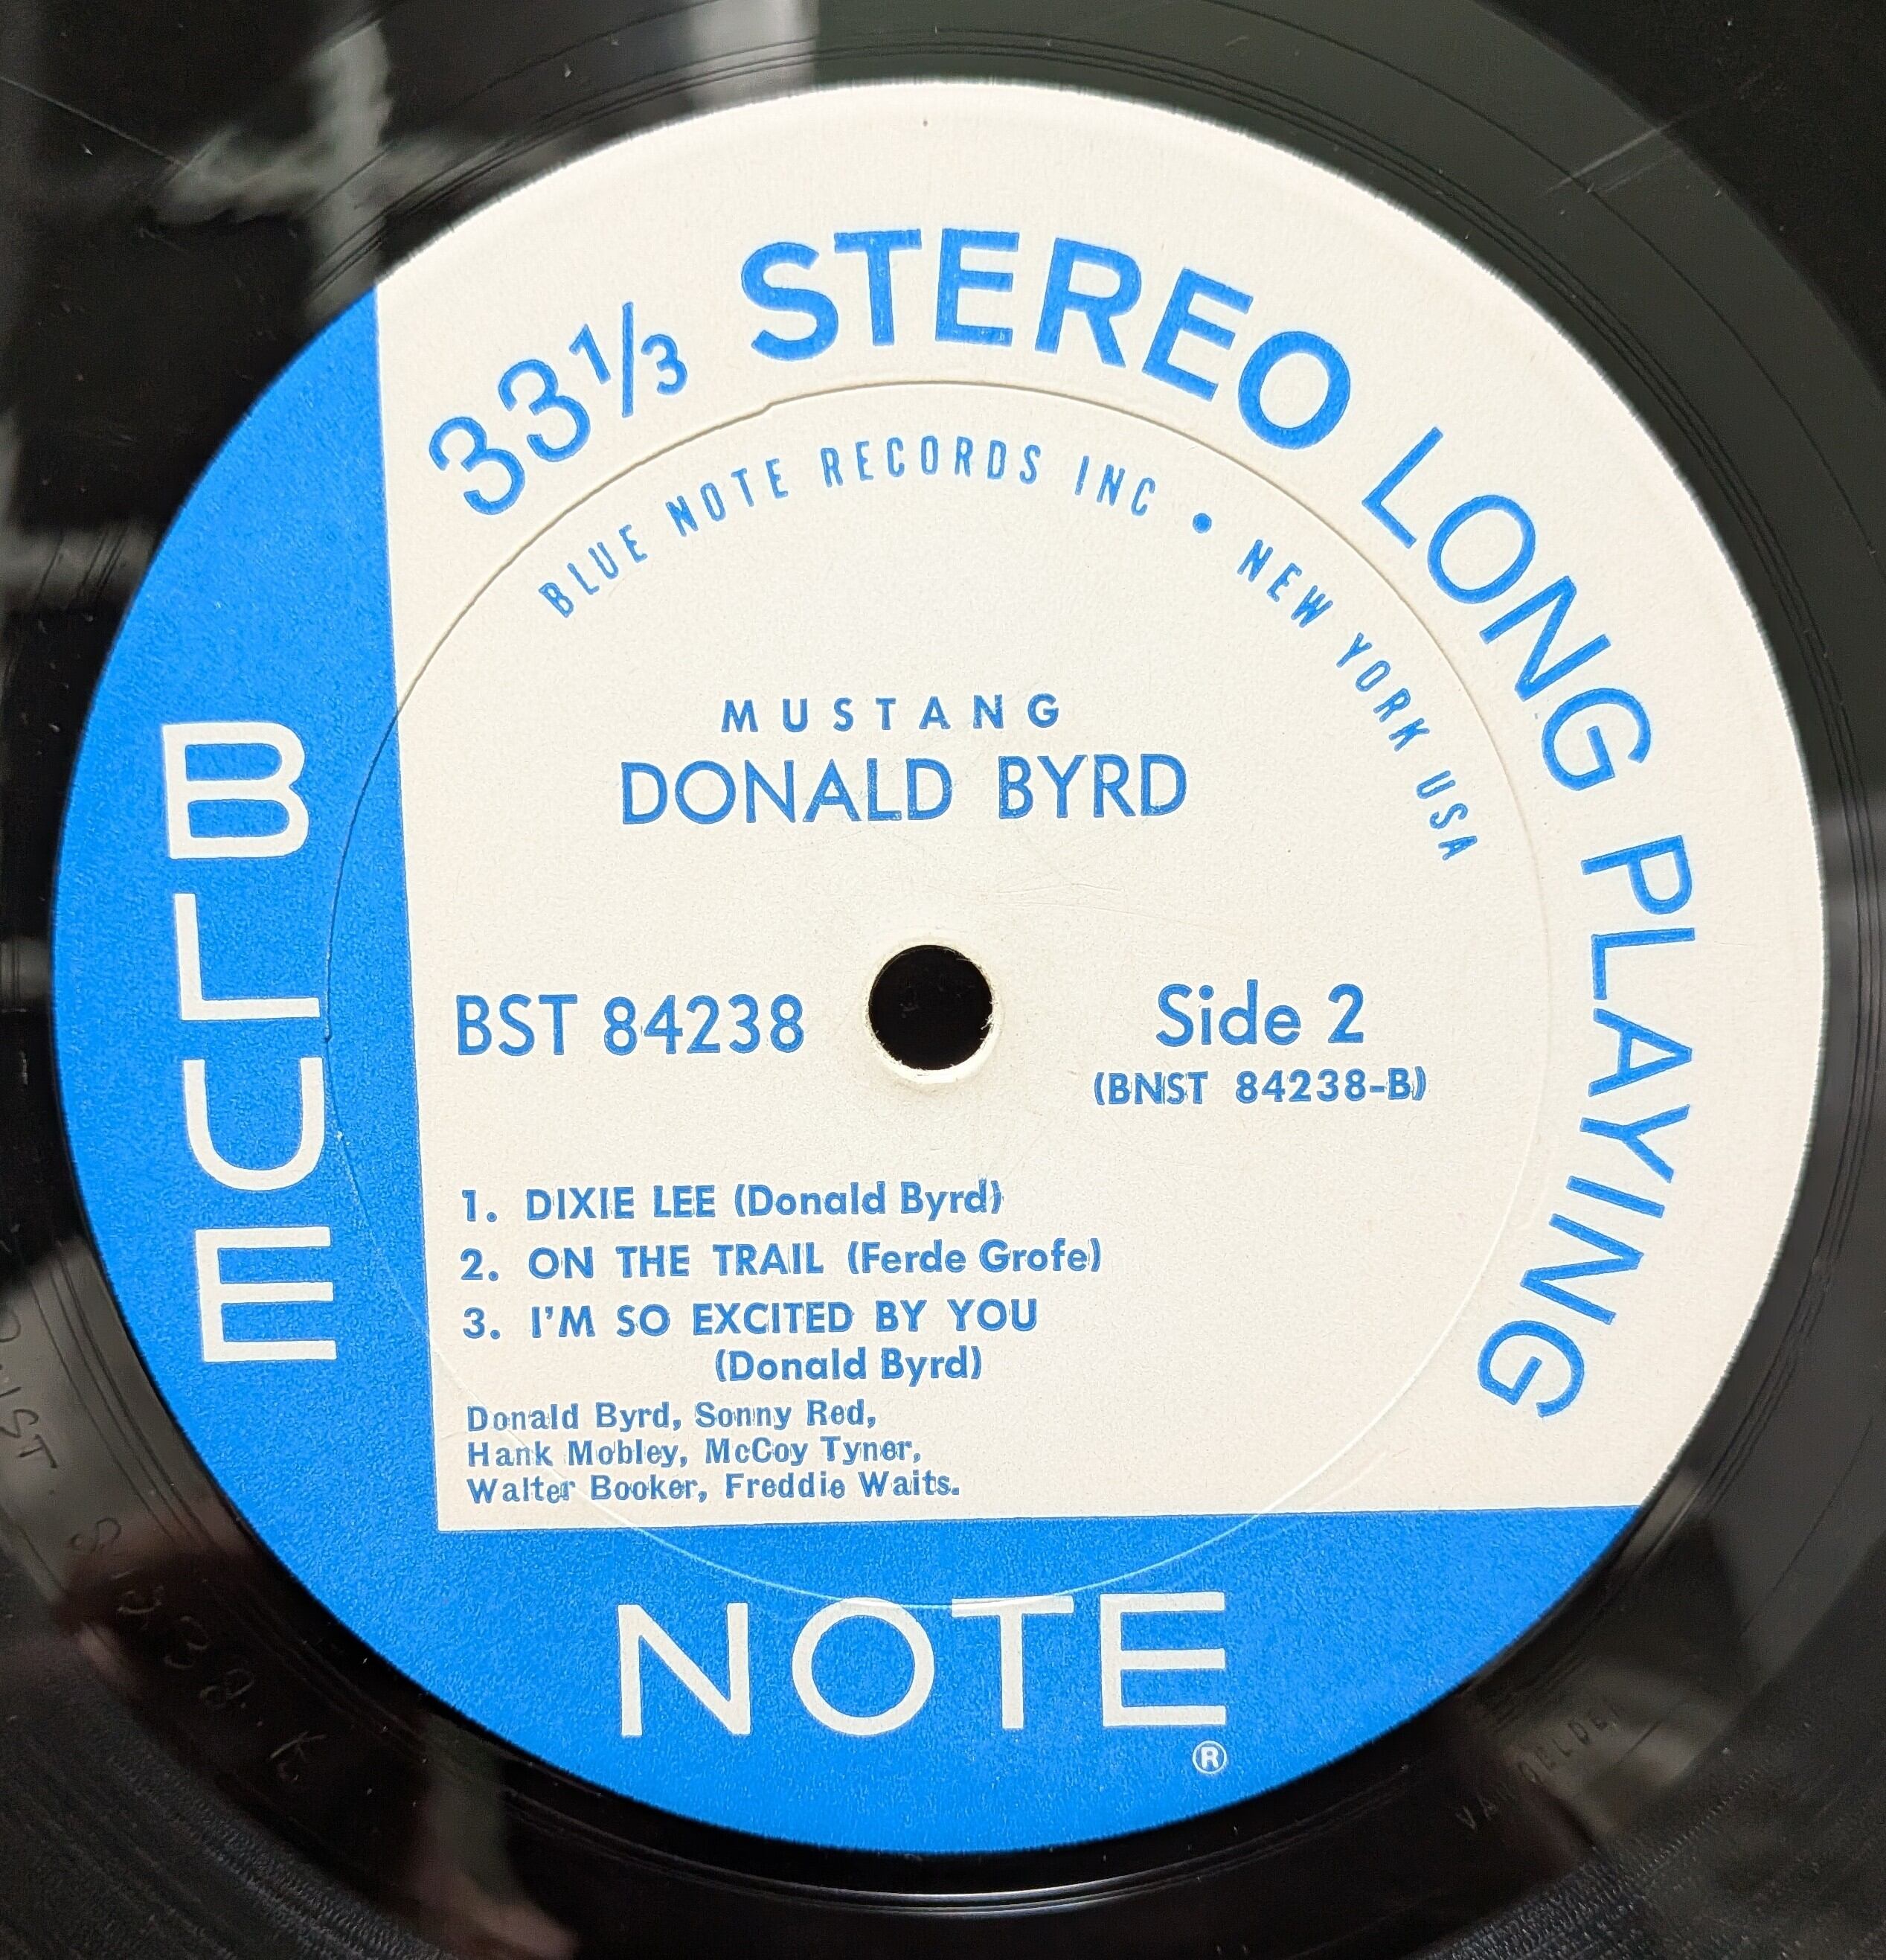 33⅓ STEREO LONG PLAYING
BLUE NOTE RECORDS INC • NEW YORK USA
MUSTANG
DONALD BYRD
BST 84238
Side 2
(BNST 84238-B)
1. DIXIE LEE (Donald Byrd)
2. ON THE TRAIL (Ferde Grofe)
3. I'M SO EXCITED BY YOU
(Donald Byrd)
Donald Byrd, Sonny Red,
Hank Mobley, McCoy Tyner,
Walter Booker, Freddie Waits.
BLUE
NOTE
®